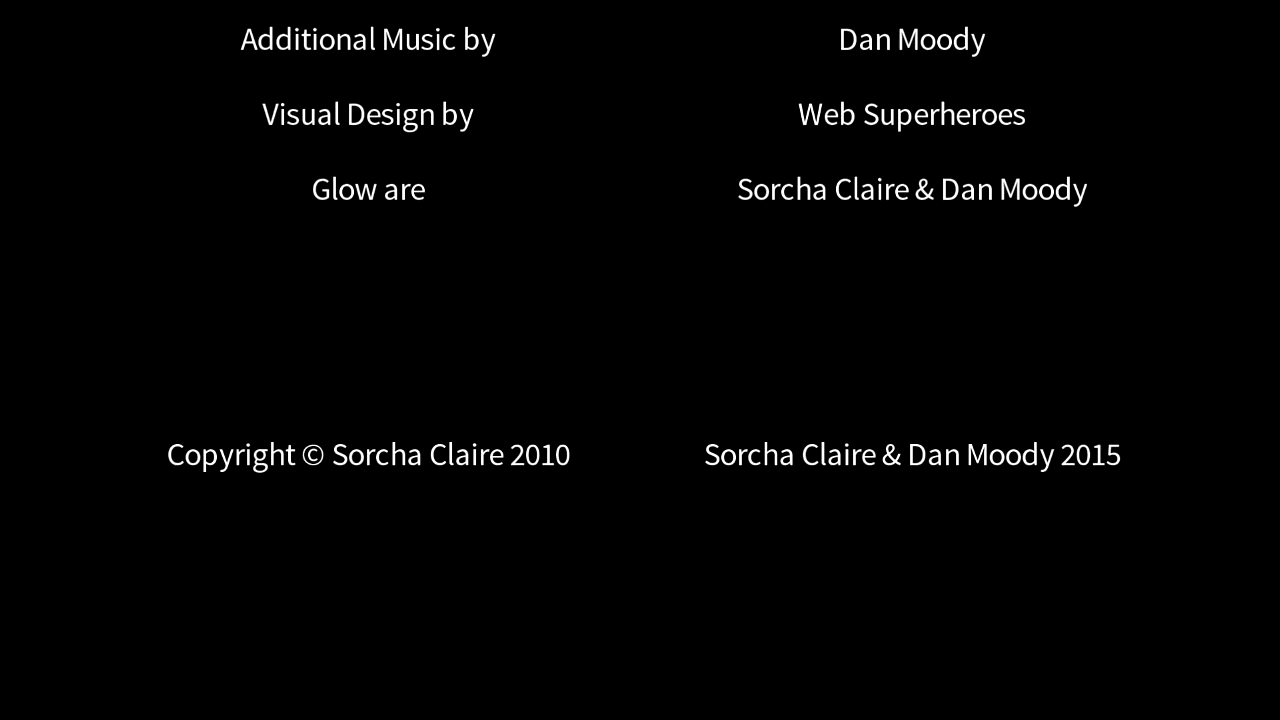 Additional Music by Dan Moody
Visual Design by Web Superheroes
Glow are Sorcha Claire & Dan Moody
Copyright © Sorcha Claire 2010 Sorcha Claire & Dan Moody 2015